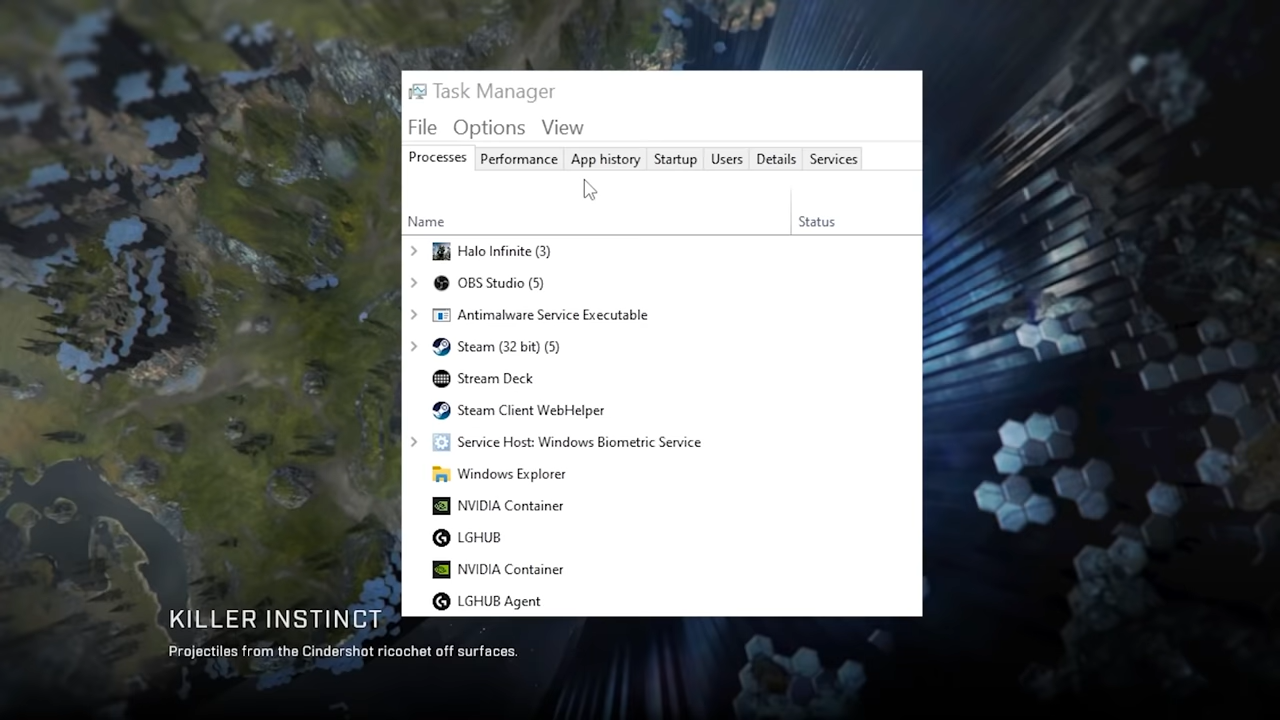 Task Manager
File Options View
Processes Performance App history Startup Users Details Services
Name Status
Halo Infinite (3)
OBS Studio (5)
Antimalware Service Executable
Steam (32 bit) (5)
Stream Deck
Steam Client WebHelper
Service Host: Windows Biometric Service
Windows Explorer
NVIDIA Container
LGHUB
NVIDIA Container
LGHUB Agent
KILLER INSTINCT
Projectiles from the Cindershot ricochet off surfaces.